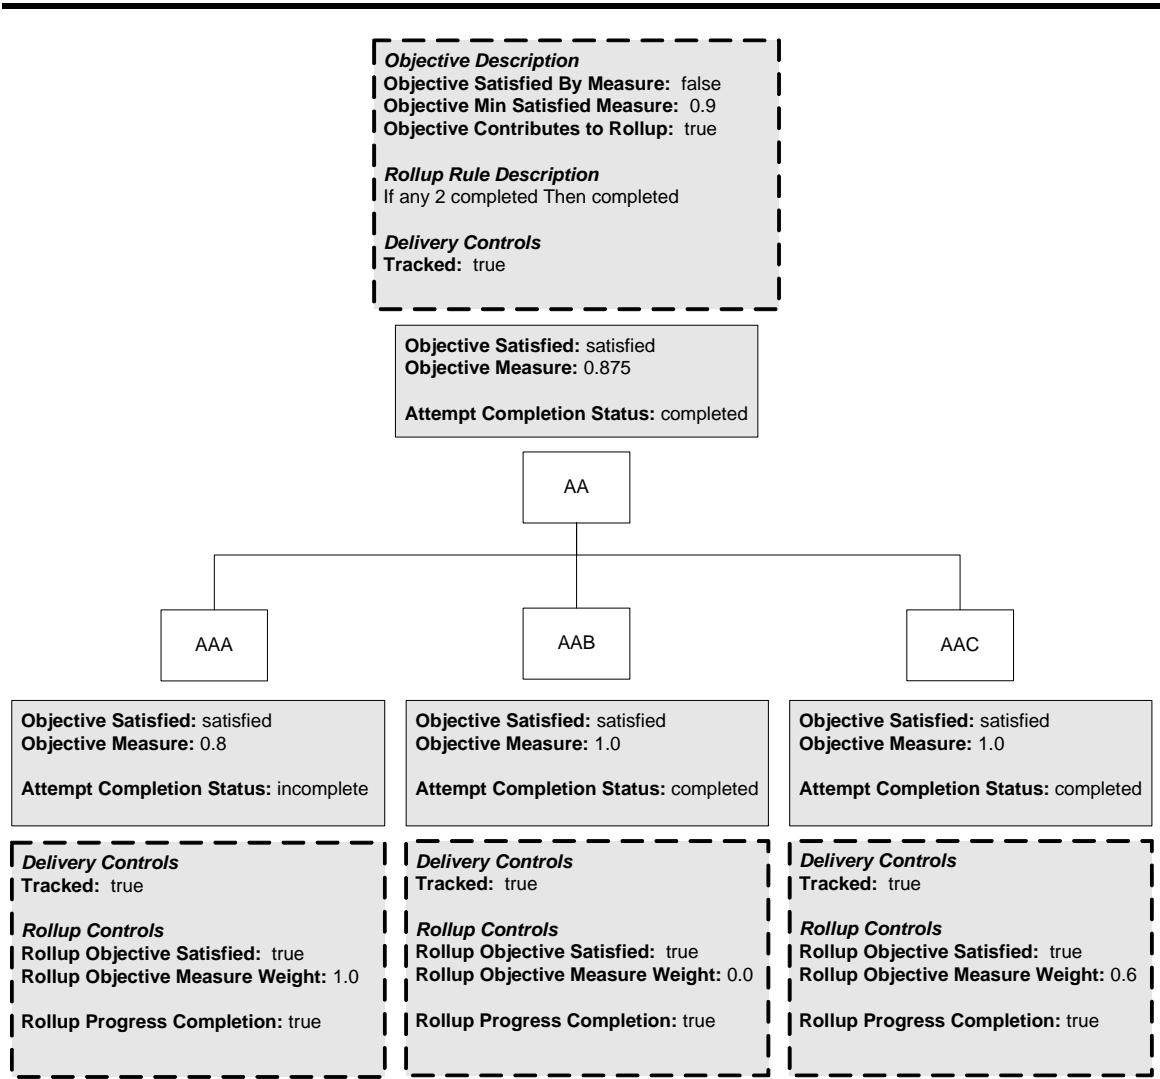 Objective Description
Objective Satisfied By Measure: false
Objective Min Satisfied Measure: 0.9
Objective Contributes to Rollup: true
Rollup Rule Description
If any 2 completed Then completed
Delivery Controls
Tracked: true
Objective Satisfied: satisfied
Objective Measure: 0.875
Attempt Completion Status: completed
AA
AAA
AAB
AAC
Objective Satisfied: satisfied
Objective Measure: 0.8
Attempt Completion Status: incomplete
Objective Satisfied: satisfied
Objective Measure: 1.0
Attempt Completion Status: completed
Objective Satisfied: satisfied
Objective Measure: 1.0
Attempt Completion Status: completed
Delivery Controls
Tracked: true
Rollup Controls
Rollup Objective Satisfied: true
Rollup Objective Measure Weight: 1.0
Rollup Progress Completion: true
Delivery Controls
Tracked: true
Rollup Controls
Rollup Objective Satisfied: true
Rollup Objective Measure Weight: 0.0
Rollup Progress Completion: true
Delivery Controls
Tracked: true
Rollup Controls
Rollup Objective Satisfied: true
Rollup Objective Measure Weight: 0.6
Rollup Progress Completion: true